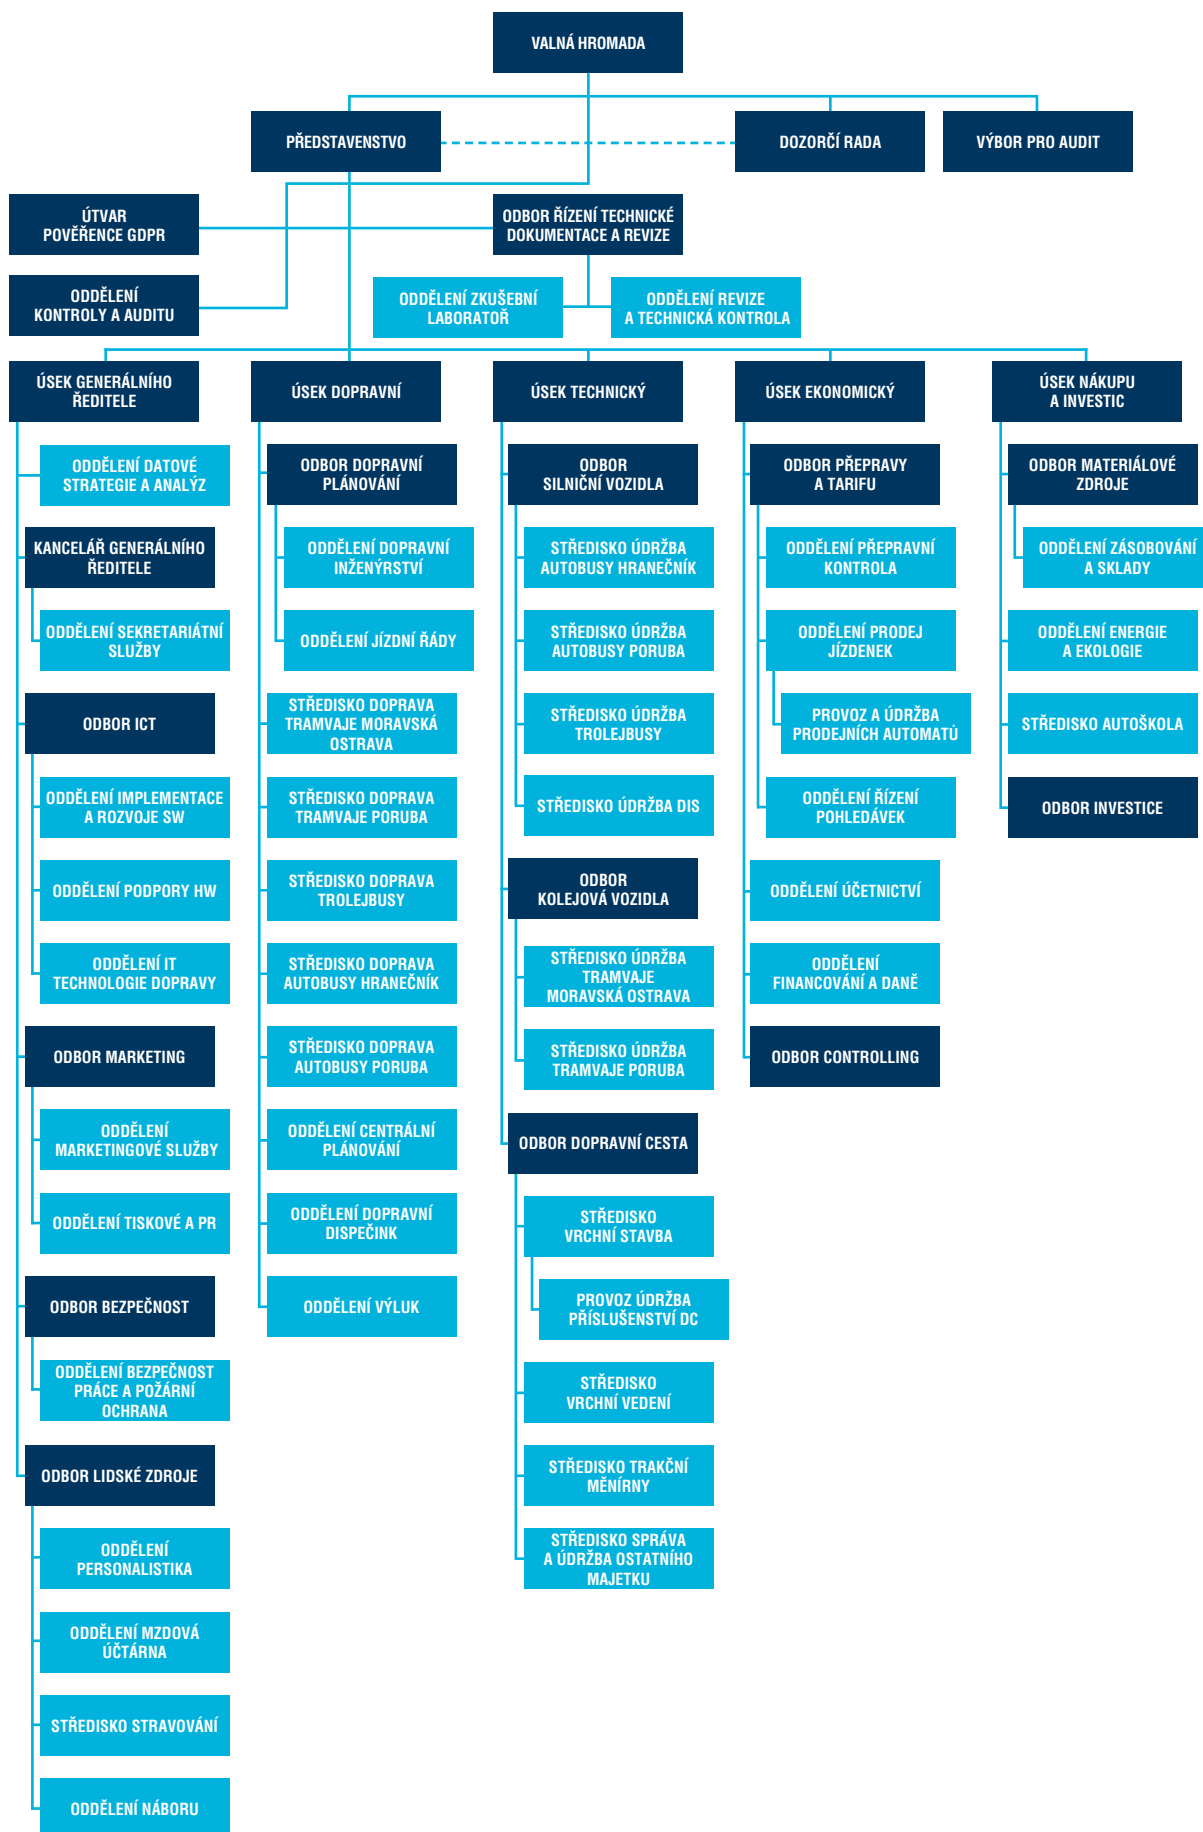 VALNÁ HROMADA
PŘEDSTAVENSTVO
DOZORČÍ RADA
VÝBOR PRO AUDIT
ÚTVAR
POVĚŘENCE GDPR
ODBOR ŘÍZENÍ TECHNICKÉ
DOKUMENTACE A REVIZE
ODDĚLENÍ
KONTROLY A AUDITU
ODDĚLENÍ ZKUŠEBNÍ
LABORATOŘ
ODDĚLENÍ REVIZE
A TECHNICKÁ KONTROLA
ÚSEK GENERÁLNÍHO
ŘEDITELE
ODDĚLENÍ DATOVÉ
STRATEGIE A ANALÝZ
KANCELÁŘ GENERÁLNÍHO
ŘEDITELE
ODDĚLENÍ SEKRETARIÁTNÍ
SLUŽBY
ODBOR ICT
ODDĚLENÍ IMPLEMENTACE
A ROZVOJE SW
ODDĚLENÍ PODPORY HW
ODDĚLENÍ IT
TECHNOLOGIE DOPRAVY
ODBOR MARKETING
ODDĚLENÍ
MARKETINGOVÉ SLUŽBY
ODDĚLENÍ TISKOVÉ A PR
ODBOR BEZPEČNOST
ODDĚLENÍ BEZPEČNOST
PRÁCE A POŽÁRNÍ
OCHRANA
ODBOR LIDSKÉ ZDROJE
ODDĚLENÍ
PERSONALISTIKA
ODDĚLENÍ MZDOVÁ
ÚČTÁRNA
STŘEDISKO STRAVOVÁNÍ
ODDĚLENÍ NÁBORU
ÚSEK DOPRAVNÍ
ODBOR DOPRAVNÍ
PLÁNOVÁNÍ
ODDĚLENÍ DOPRAVNÍ
INŽENÝRSTVÍ
ODDĚLENÍ JÍZDNÍ ŘÁDY
STŘEDISKO DOPRAVA
TRAMVAJE MORAVSKÁ
OSTRAVA
STŘEDISKO DOPRAVA
TRAMVAJE PORUBA
STŘEDISKO DOPRAVA
TROLEJBUSY
STŘEDISKO DOPRAVA
AUTOBUSY HRANEČNÍK
STŘEDISKO DOPRAVA
AUTOBUSY PORUBA
ODDĚLENÍ CENTRÁLNÍ
PLÁNOVÁNÍ
ODDĚLENÍ DOPRAVNÍ
DISPEČINK
ODDĚLENÍ VÝLUK
ÚSEK TECHNICKÝ
ODBOR
SILNIČNÍ VOZIDLA
STŘEDISKO ÚDRŽBA
AUTOBUSY HRANEČNÍK
STŘEDISKO ÚDRŽBA
AUTOBUSY PORUBA
STŘEDISKO ÚDRŽBA
TROLEJBUSY
STŘEDISKO ÚDRŽBA DIS
ODBOR
KOLEJOVÁ VOZIDLA
STŘEDISKO ÚDRŽBA
TRAMVAJE
MORAVSKÁ OSTRAVA
STŘEDISKO ÚDRŽBA
TRAMVAJE PORUBA
ODBOR DOPRAVNÍ CESTA
STŘEDISKO
VRCHNÍ STAVBA
PROVOZ ÚDRŽBA
PŘÍSLUŠENSTVÍ DC
STŘEDISKO
VRCHNÍ VEDENÍ
STŘEDISKO TRAKČNÍ
MĚNÍRNY
STŘEDISKO SPRÁVA
A ÚDRŽBA OSTATNÍHO
MAJETKU
ÚSEK EKONOMICKÝ
ODBOR PŘEPRAVY
A TARIFU
ODDĚLENÍ PŘEPRAVNÍ
KONTROLA
ODDĚLENÍ PRODEJ
JÍZDENEK
PROVOZ A ÚDRŽBA
PRODEJNÍCH AUTOMATŮ
ODDĚLENÍ ŘÍZENÍ
POHLEDÁVEK
ODDĚLENÍ ÚČETNICTVÍ
ODDĚLENÍ
FINANCOVÁNÍ A DANĚ
ODBOR CONTROLLING
ÚSEK NÁKUPU
A INVESTIC
ODBOR MATERIÁLOVÉ
ZDROJE
ODDĚLENÍ ZÁSOBOVÁNÍ
A SKLADY
ODDĚLENÍ ENERGIE
A EKOLOGIE
STŘEDISKO AUTOŠKOLA
ODBOR INVESTICE